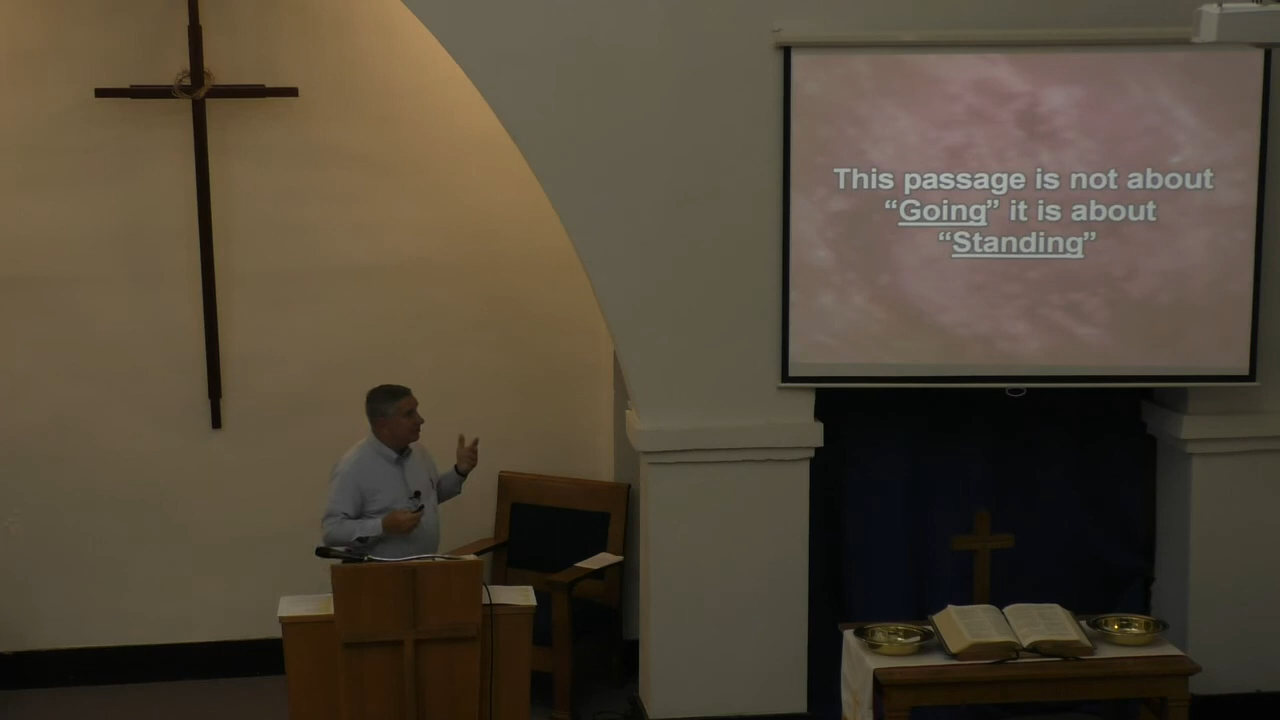 This passage is not about
“Going” it is about
“Standing”